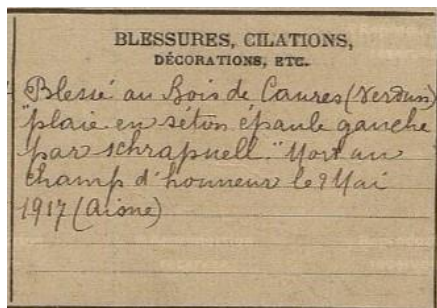 BLESSURES, CILATIONS,
DÉCORATIONS, ETC.
Blessé au Bois de Caures (Verdun)
"plaie en séton épaule gauche
par schrapnell." Mort au
champ d'honneur le 9 Mai
1917 (Aisne)